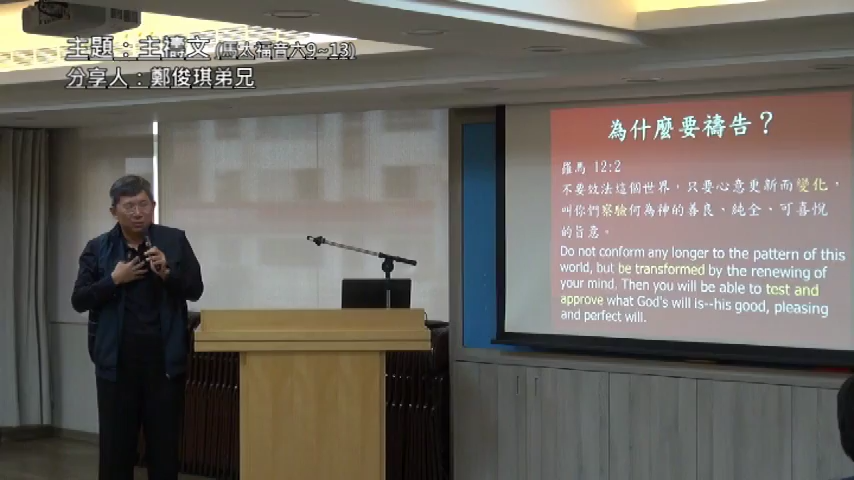 主題：主禱文 (馬太福音六9~13)
分享人：鄭俊琪弟兄
為什麼要禱告？
羅馬 12:2
不要效法這個世界，只要心意更新而變化，
叫你們察驗何為神的善良、純全、可喜悅
的旨意。
Do not conform any longer to the pattern of this
world, but be transformed by the renewing of
your mind. Then you will be able to test and
approve what God's will is--his good, pleasing
and perfect will.